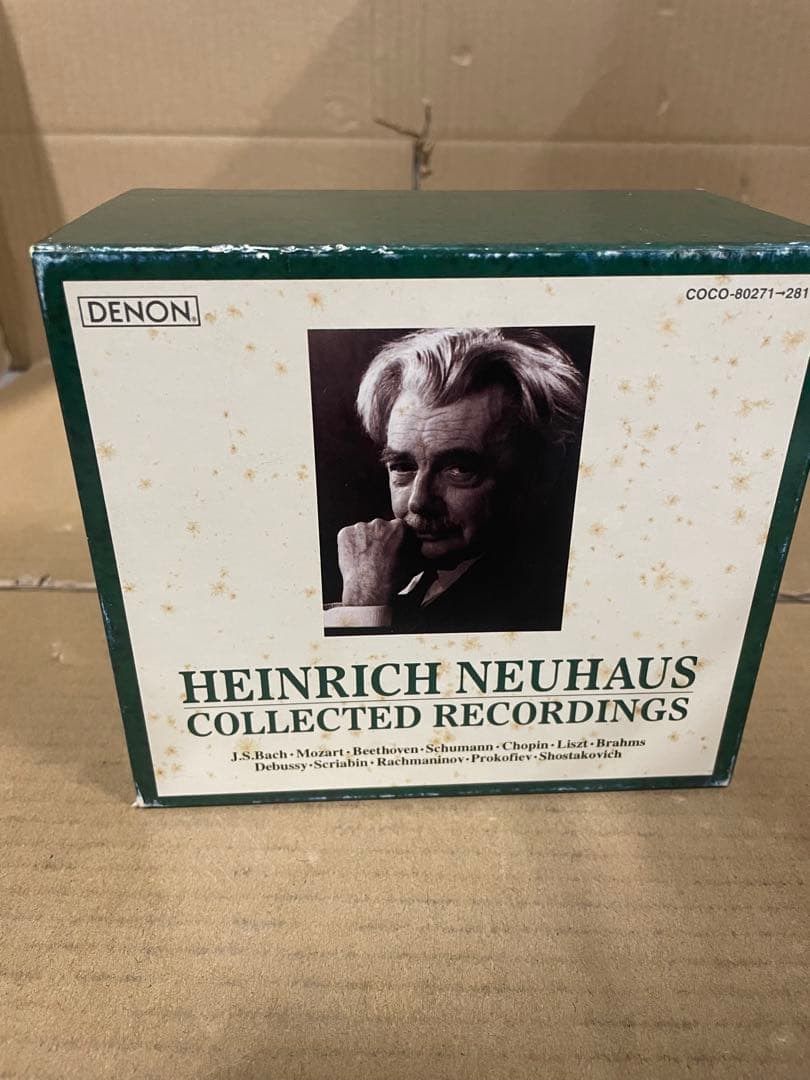 DENON®
COCO-80271→281
HEINRICH NEUHAUS
COLLECTED RECORDINGS
J.S.Bach・Mozart・Beethoven・Schumann・Chopin・Liszt・Brahms
Debussy・Scriabin・Rachmaninov・Prokofiev・Shostakovich